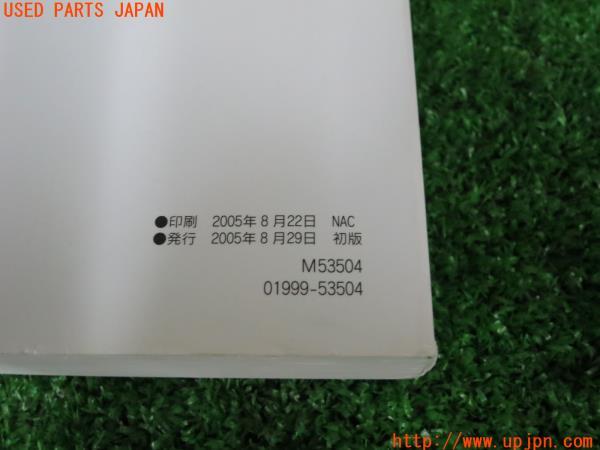 USED PARTS JAPAN
●印刷 2005年8月22日 NAC
●発行 2005年8月29日 初版
M53504
01999-53504
http://www.upjpn.com/